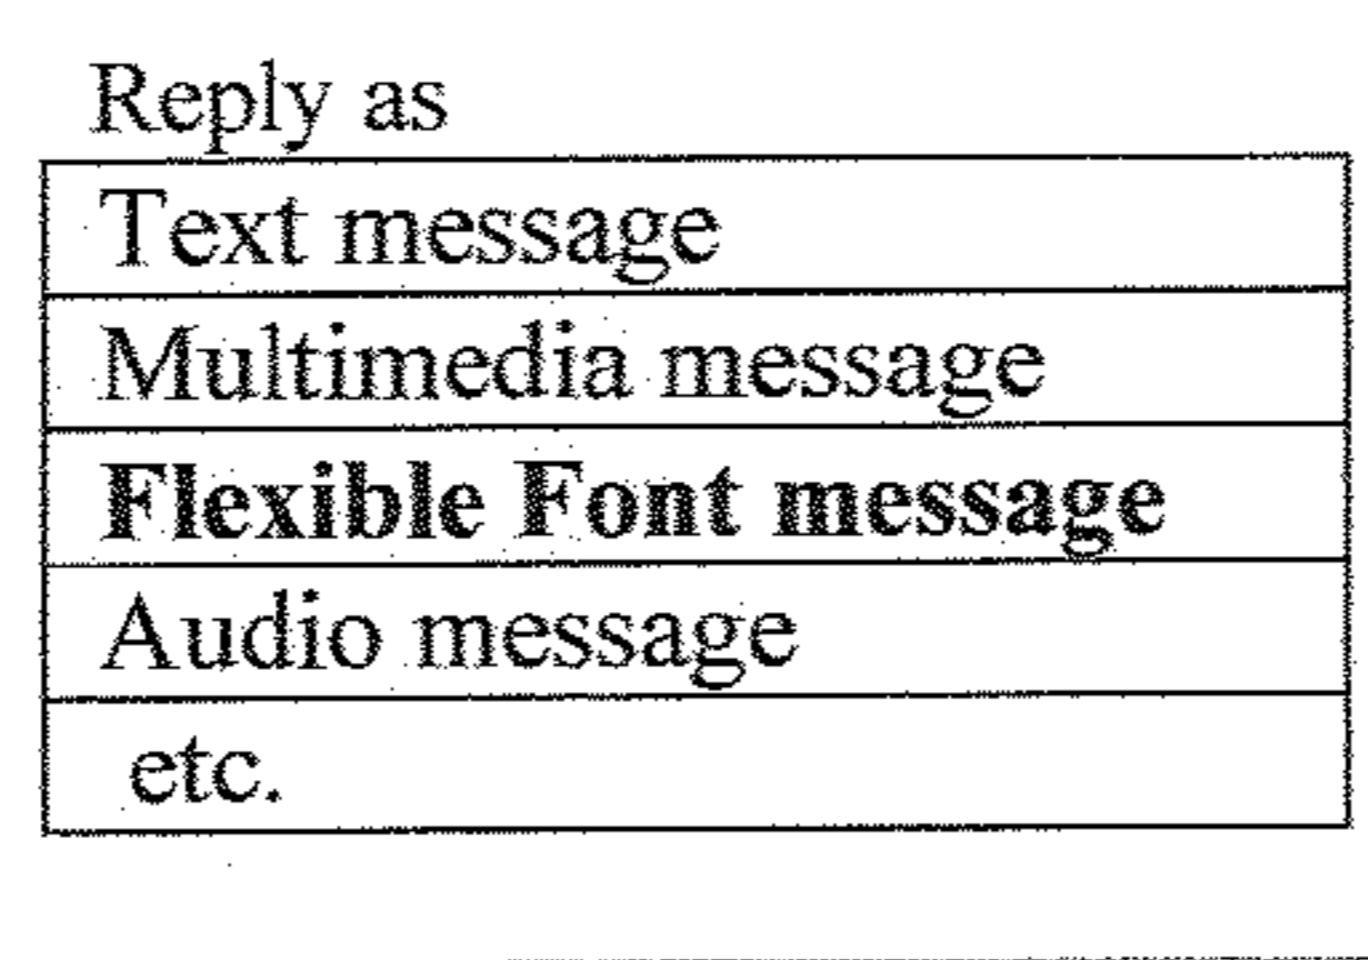 Reply as
Text message
Multimedia message
Flexible Font message
Audio message
etc.